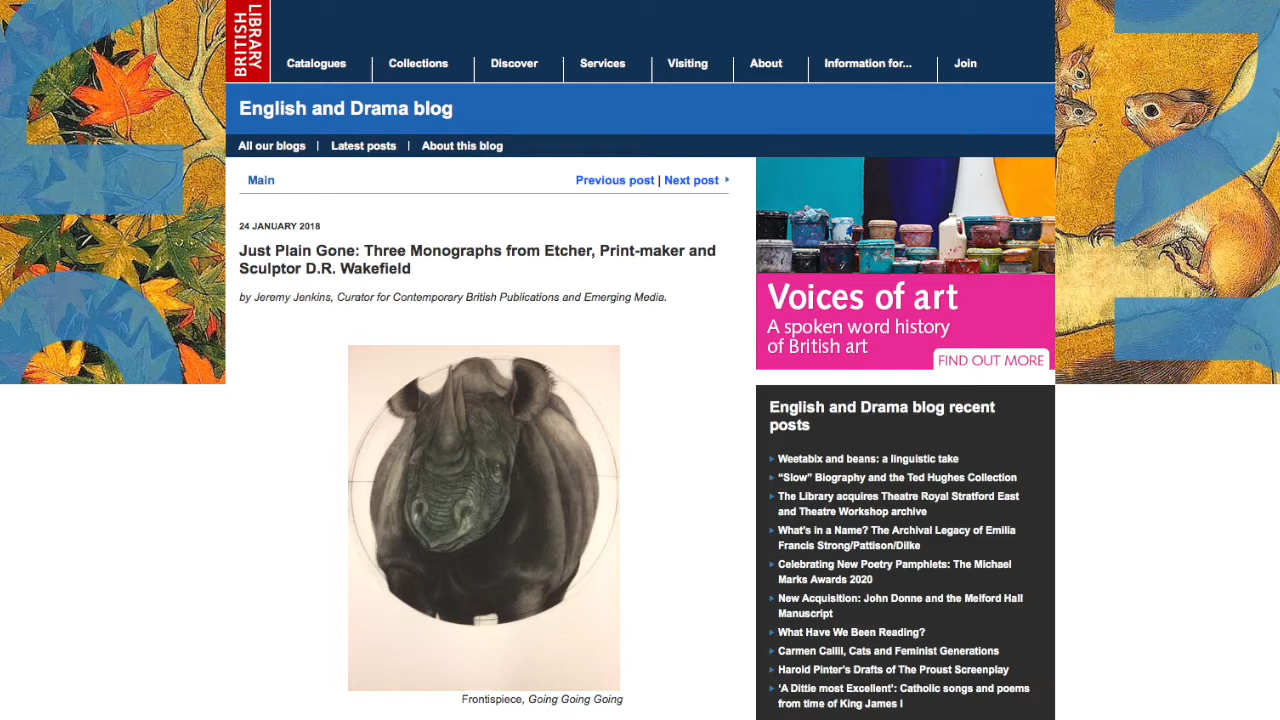 BRITISH
LIBRARY
Catalogues
Collections
Discover
Services
Visiting
About
Information for...
Join
English and Drama blog
All our blogs | Latest posts | About this blog
Main
Previous post | Next post
24 JANUARY 2018
Just Plain Gone: Three Monographs from Etcher, Print-maker and
Sculptor D.R. Wakefield
by Jeremy Jenkins, Curator for Contemporary British Publications and Emerging Media.
Frontispiece, Going Going Going
Voices of art
A spoken word history
of British art
FIND OUT MORE
English and Drama blog recent
posts
Weetabix and beans: a linguistic take
“Slow” Biography and the Ted Hughes Collection
The Library acquires Theatre Royal Stratford East
and Theatre Workshop archive
What’s in a Name? The Archival Legacy of Emilia
Francis Strong/Pattison/Dilke
Celebrating New Poetry Pamphlets: The Michael
Marks Awards 2020
New Acquisition: John Donne and the Melford Hall
Manuscript
What Have We Been Reading?
Carmen Callil, Cats and Feminist Generations
Harold Pinter’s Drafts of The Proust Screenplay
‘A Dittie most Excellent’: Catholic songs and poems
from time of King James I